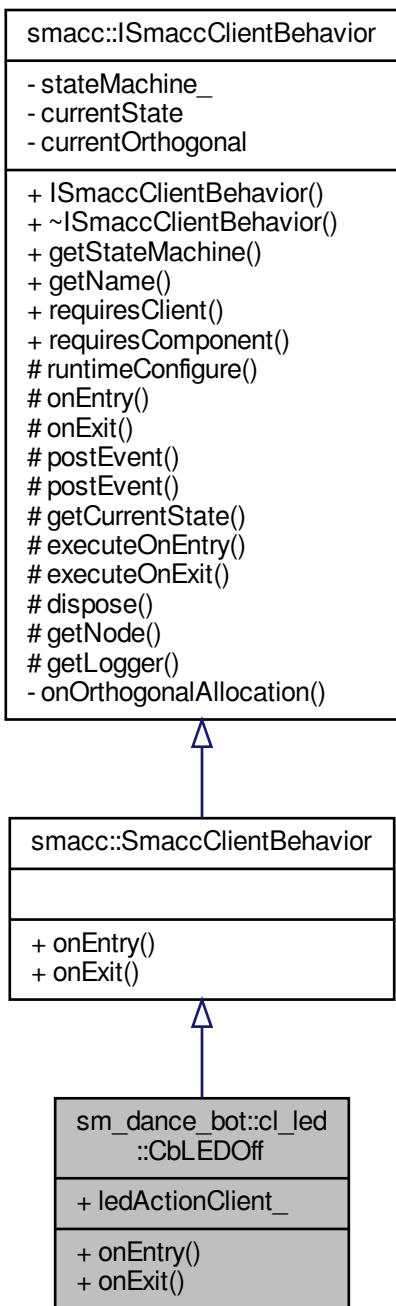 smacc::ISmaccClientBehavior
- stateMachine_
- currentState
- currentOrthogonal
+ ISmaccClientBehavior()
+ ~ISmaccClientBehavior()
+ getStateMachine()
+ getName()
+ requiresClient()
+ requiresComponent()
# runtimeConfigure()
# onEntry()
# onExit()
# postEvent()
# postEvent()
# getCurrentState()
# executeOnEntry()
# executeOnExit()
# dispose()
# getNode()
# getLogger()
- onOrthogonalAllocation()
smacc::SmaccClientBehavior
+ onEntry()
+ onExit()
sm_dance_bot::cl_led
::CbLEDOff
+ ledActionClient_
+ onEntry()
+ onExit()